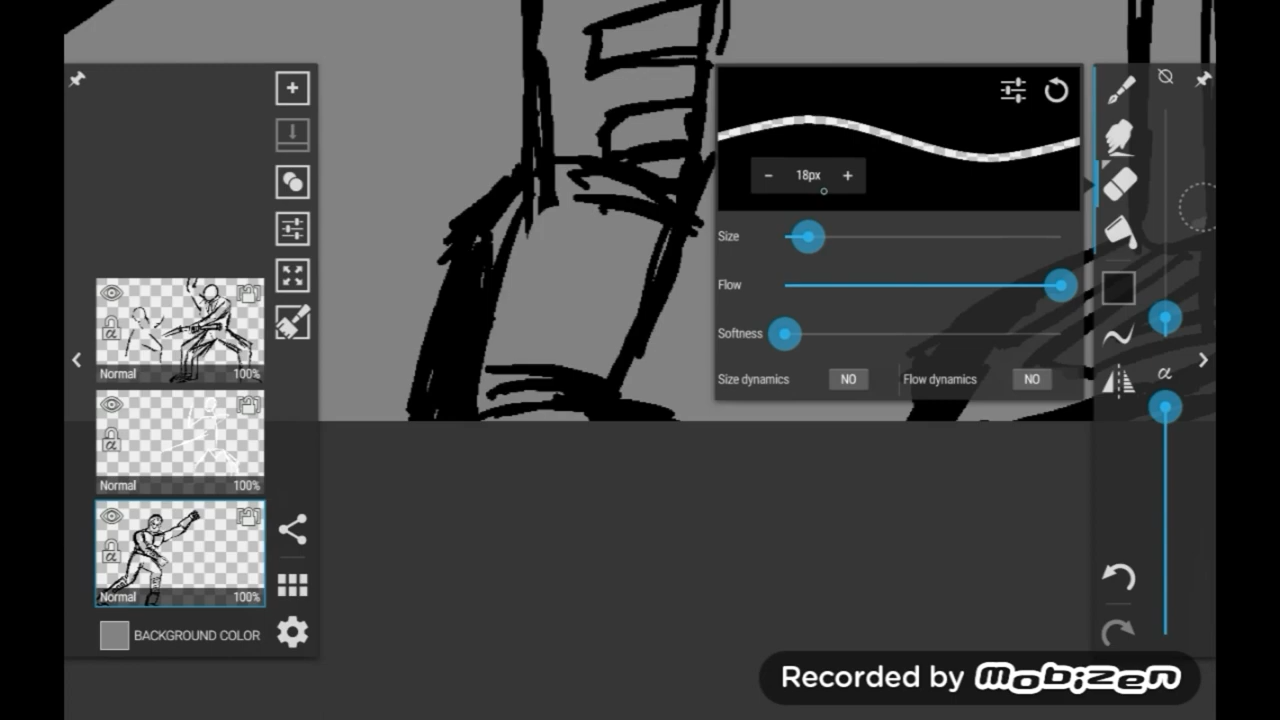 18px
Size
Flow
Softness
Size dynamics NO Flow dynamics NO
α
Normal 100%
α
Normal 100%
α
Normal 100%
α
BACKGROUND COLOR
Recorded by mobizen